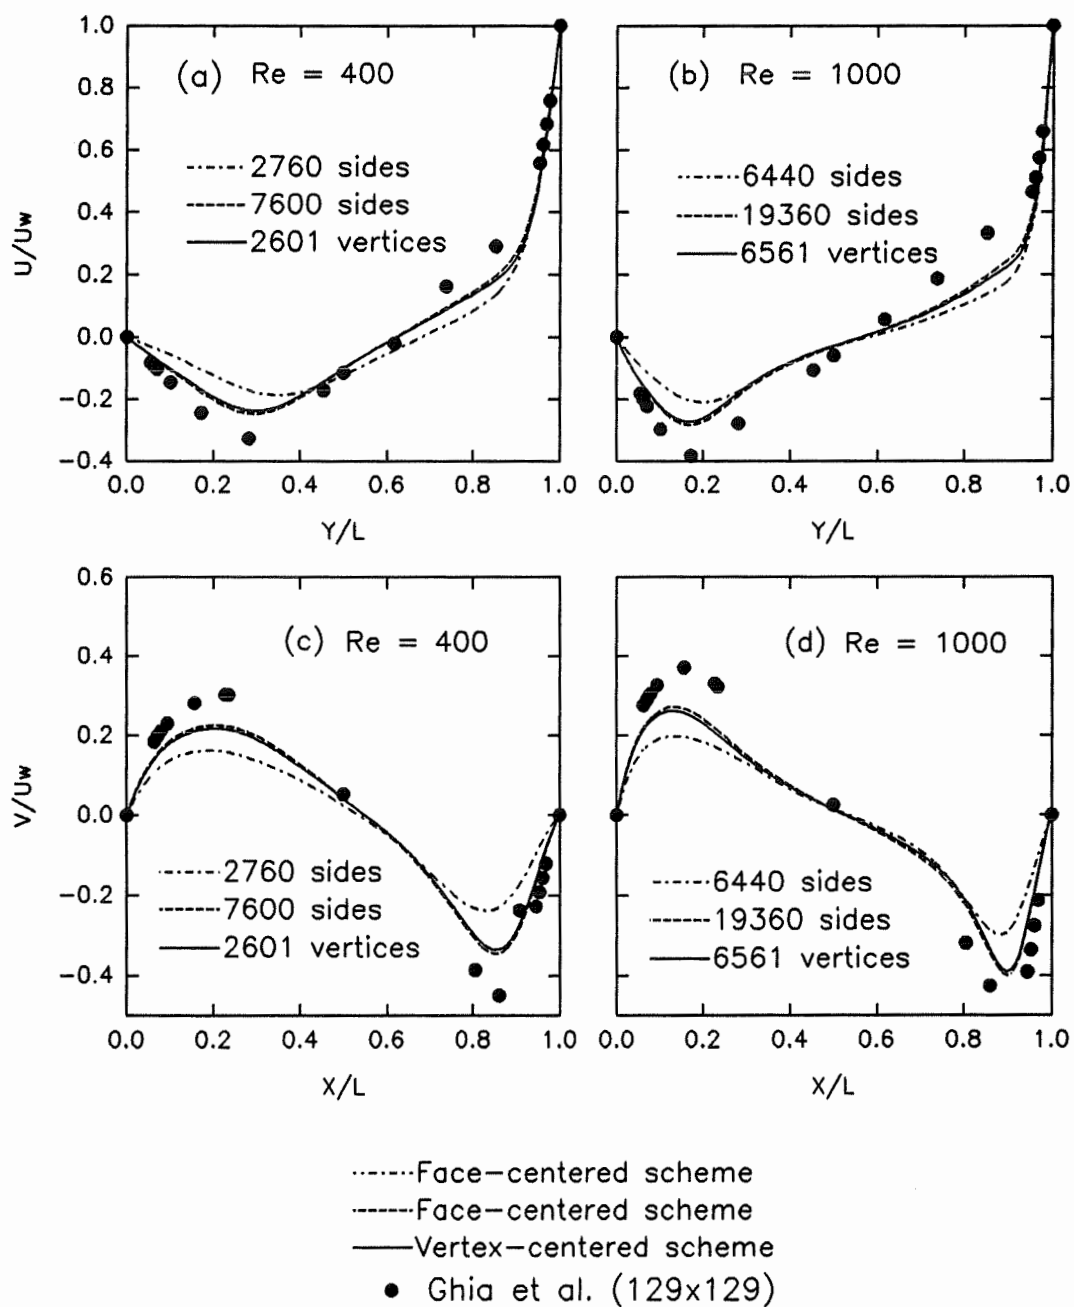 (a) Re = 400
2760 sides
7600 sides
2601 vertices
U/Uw
1.0
0.8
0.6
0.4
0.2
0.0
−0.2
−0.4
0.0 0.2 0.4 0.6 0.8 1.0
Y/L
(b) Re = 1000
6440 sides
19360 sides
6561 vertices
0.0 0.2 0.4 0.6 0.8 1.0
Y/L
(c) Re = 400
2760 sides
7600 sides
2601 vertices
V/Uw
0.6
0.4
0.2
0.0
−0.2
−0.4
0.0 0.2 0.4 0.6 0.8 1.0
X/L
(d) Re = 1000
6440 sides
19360 sides
6561 vertices
0.0 0.2 0.4 0.6 0.8 1.0
X/L
Face−centered scheme
Face−centered scheme
Vertex−centered scheme
Ghia et al. (129x129)